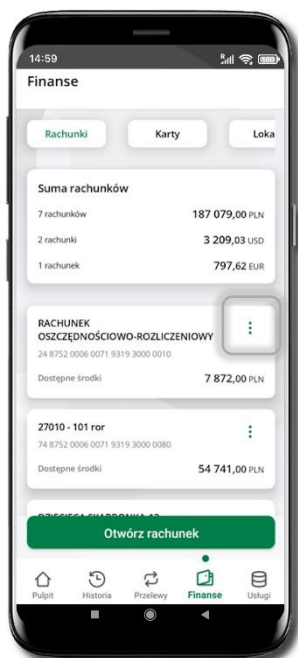 14:59
R
100
Finanse
Rachunki
Karty
Loka
Suma rachunków
7 rachunków
187 079,00 PLN
2 rachunki
3 209,03 USD
1 rachunek
797,62 EUR
RACHUNEK
OSZCZĘDNOŚCIOWO-ROZLICZENIOWY
24 8752 0006 0071 9319 3000 0010
Dostępne środki
7 872,00 PLN
27010 - 101 ror
74 8752 0006 0071 9319 3000 0080
Dostępne środki
54 741,00 PLN
Otwórz rachunek
Pulpit
Historia
Przelewy
Finanse
Usługi